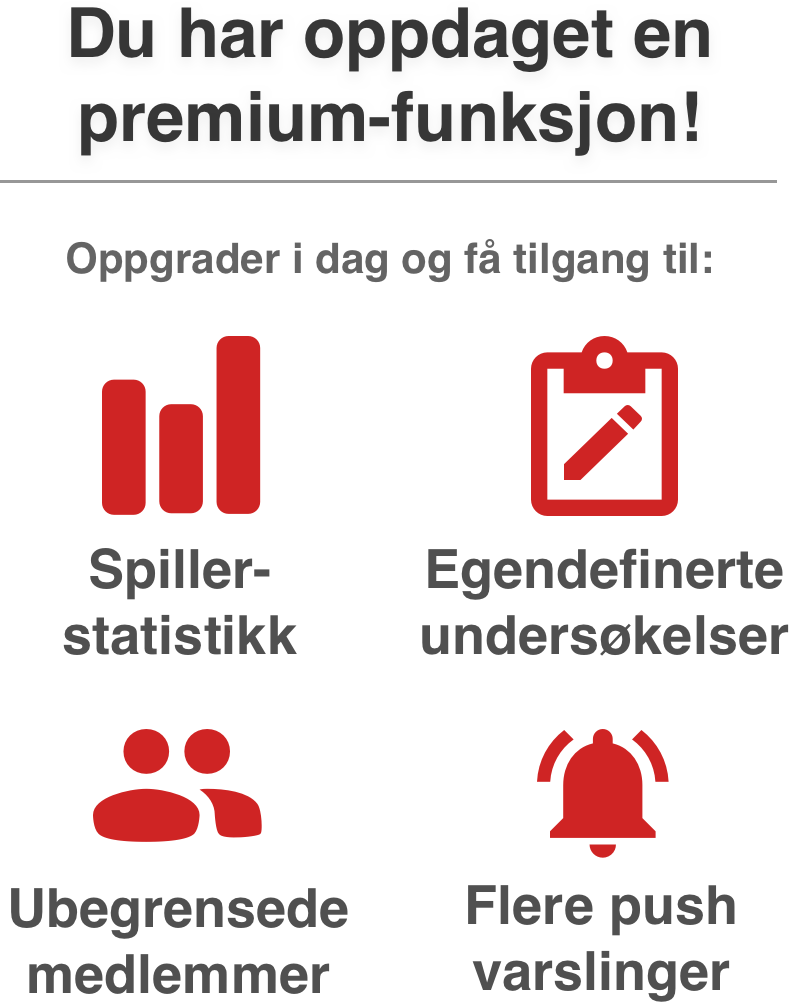 Du har oppdaget en
premium-funksjon!
Oppgrader i dag og få tilgang til:
Spiller-
statistikk
Egendefinerte
undersøkelser
Ubegrensede
medlemmer
Flere push
varslinger